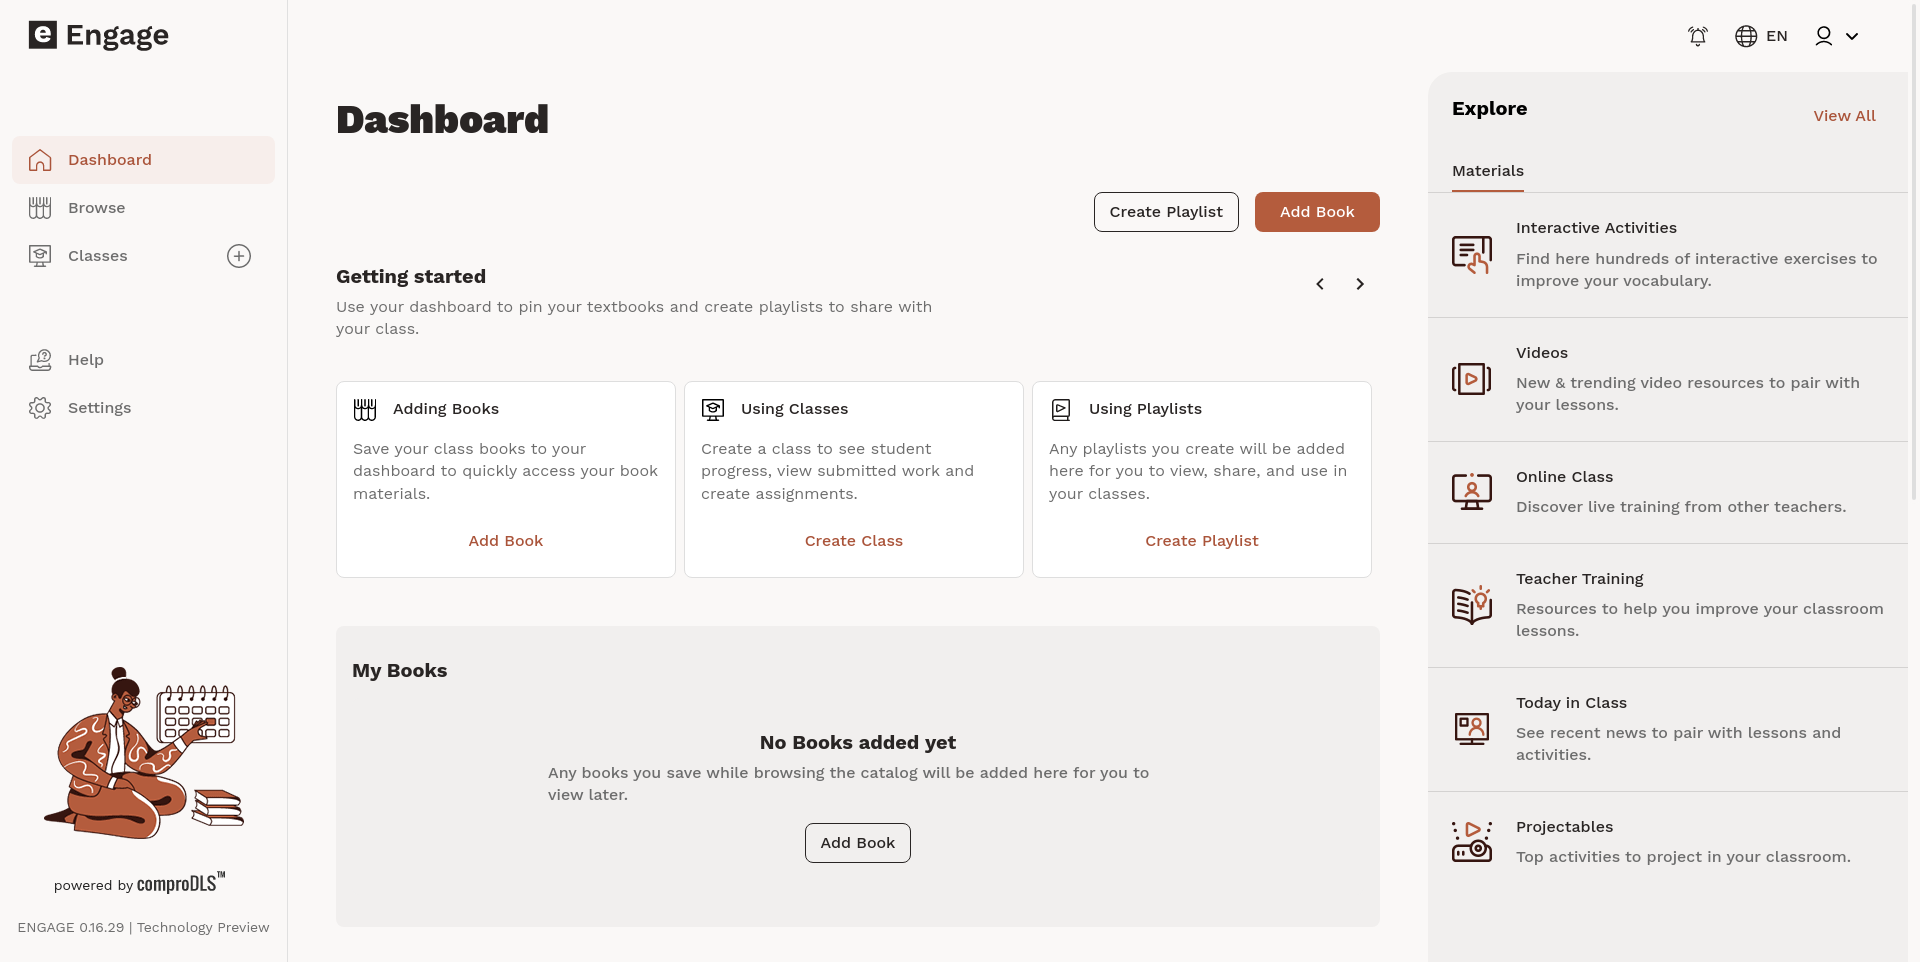 e Engage
Dashboard
Browse
Classes
Help
Settings
powered by comproDLS™
ENGAGE 0.16.29 | Technology Preview
EN
Dashboard
Create Playlist
Add Book
Getting started
Use your dashboard to pin your textbooks and create playlists to share with
your class.
Adding Books
Save your class books to your
dashboard to quickly access your book
materials.
Add Book
Using Classes
Create a class to see student
progress, view submitted work and
create assignments.
Create Class
Using Playlists
Any playlists you create will be added
here for you to view, share, and use in
your classes.
Create Playlist
My Books
No Books added yet
Any books you save while browsing the catalog will be added here for you to
view later.
Add Book
Explore
View All
Materials
Interactive Activities
Find here hundreds of interactive exercises to
improve your vocabulary.
Videos
New & trending video resources to pair with
your lessons.
Online Class
Discover live training from other teachers.
Teacher Training
Resources to help you improve your classroom
lessons.
Today in Class
See recent news to pair with lessons and
activities.
Projectables
Top activities to project in your classroom.